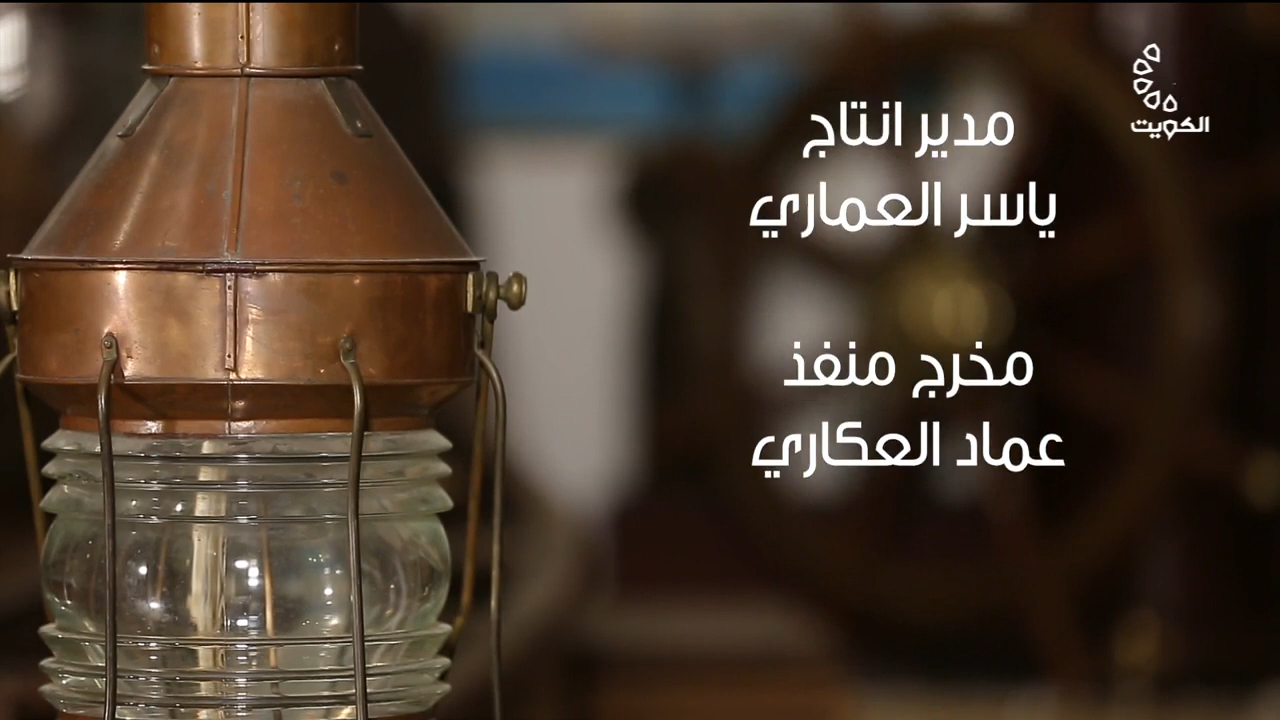 الكويت
مدير انتاج
ياسر العماري
مخرج منفذ
عماد العكاري